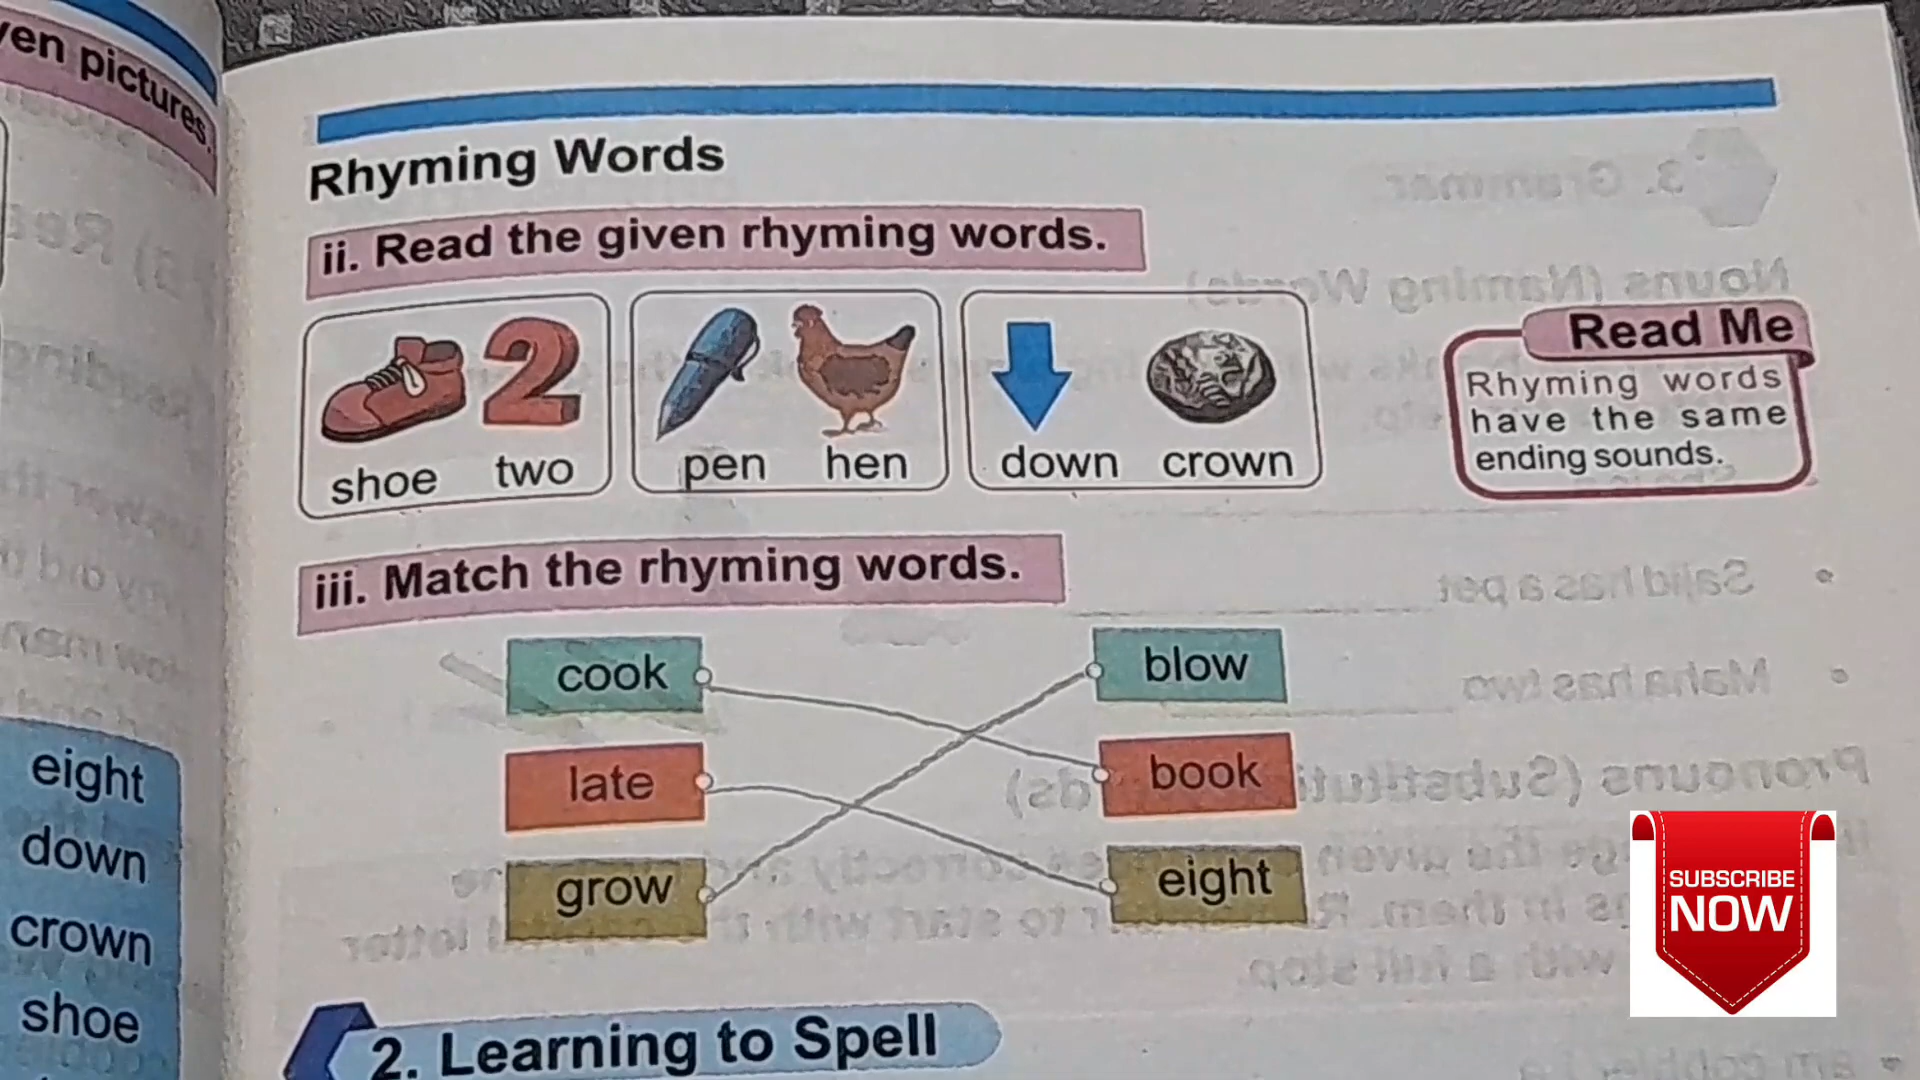 ven pictures.
eight
down
crown
shoe
Rhyming Words
ii. Read the given rhyming words.
2
shoe two
pen hen
down crown
Read Me
Rhyming words
have the same
ending sounds.
iii. Match the rhyming words.
cook blow
late book
grow eight
2. Learning to Spell
SUBSCRIBE
NOW